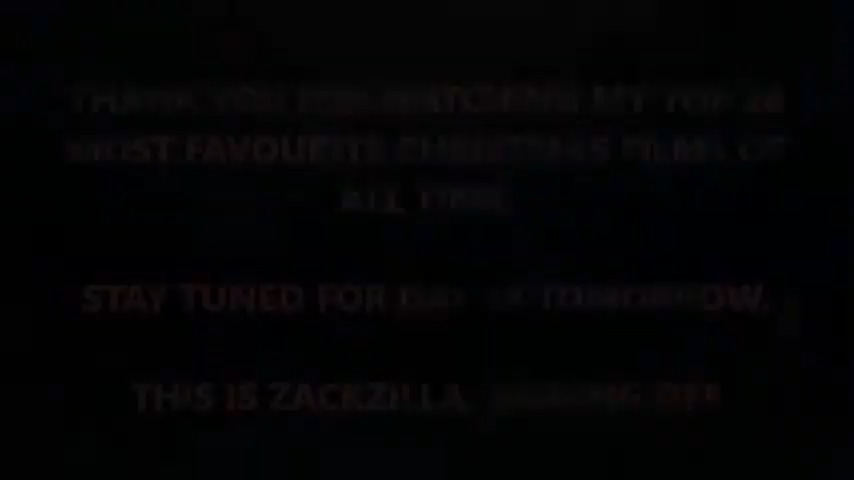 THANK YOU FOR WATCHING MY TOP
MOST FAVOURITE CHRISTMAS FILMS OF
ALL TIME.
STAY TUNED FOR DAY TOMORROW.
THIS IS ZACKZILLA, SIGNING OFF